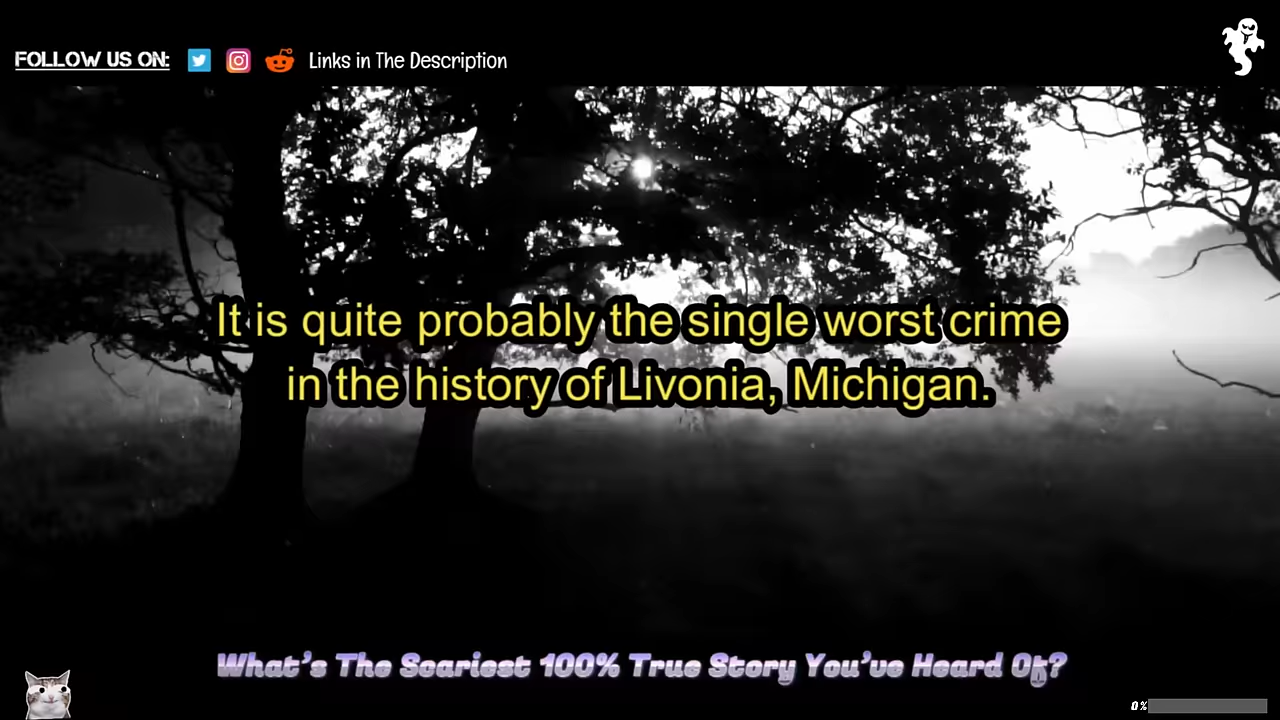 FOLLOW US ON: Links in The Description
It is quite probably the single worst crime
in the history of Livonia, Michigan.
What's The Scariest 100% True Story You've Heard Of?
0%